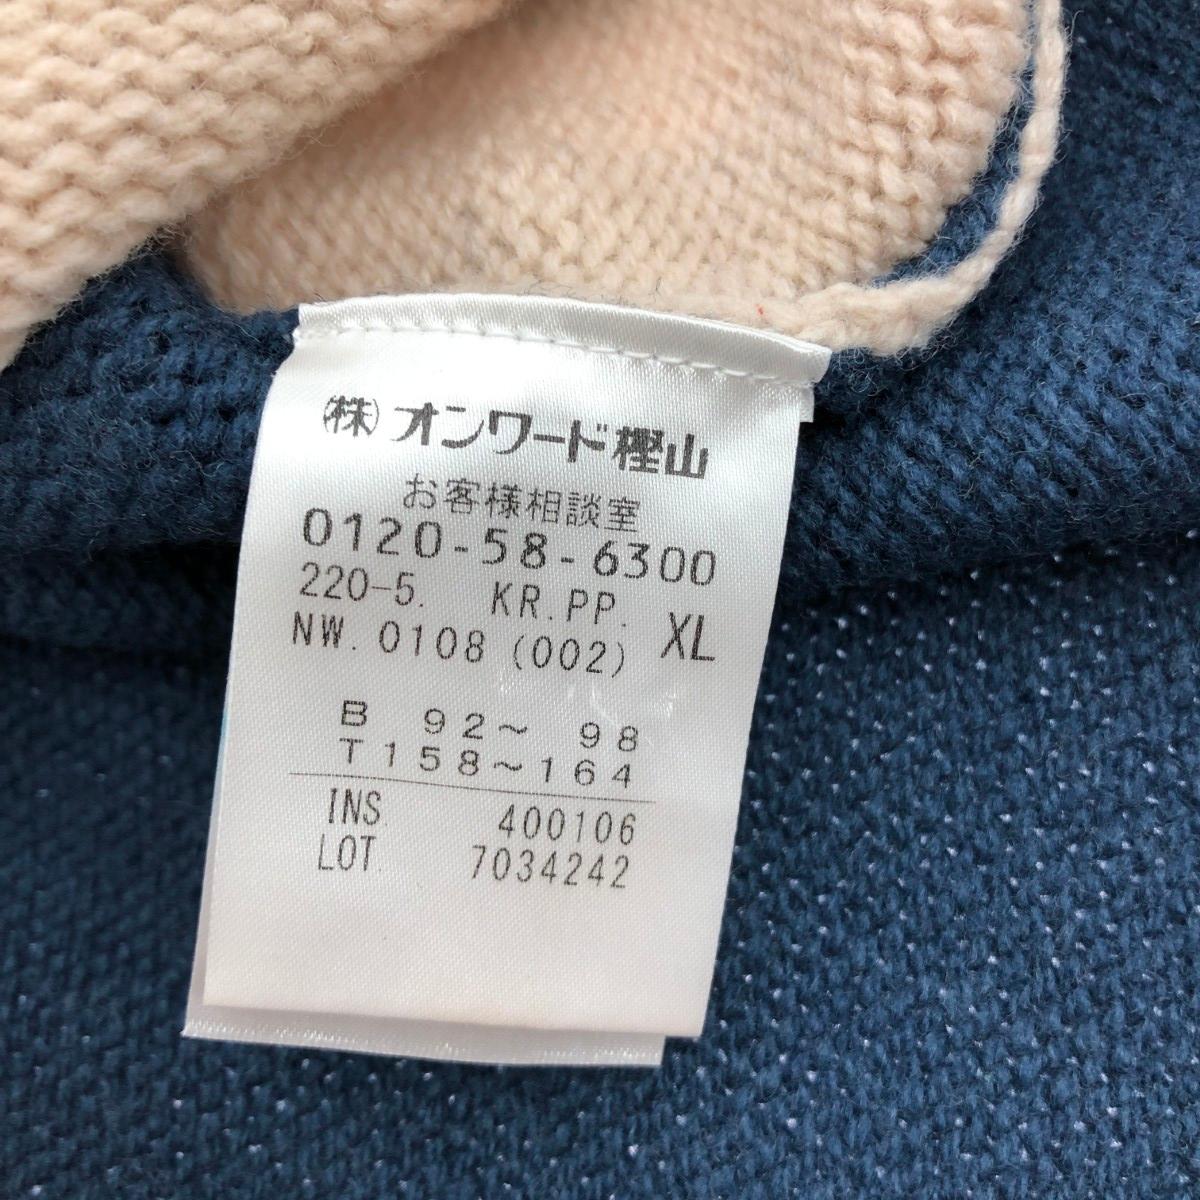 ㈱オンワード樫山
お客様相談室
0120-58-6300
220-5. KR.PP. XL
NW. 0108 (002)
B 92〜 98
T158〜164
INS. 400106
LOT. 7034242